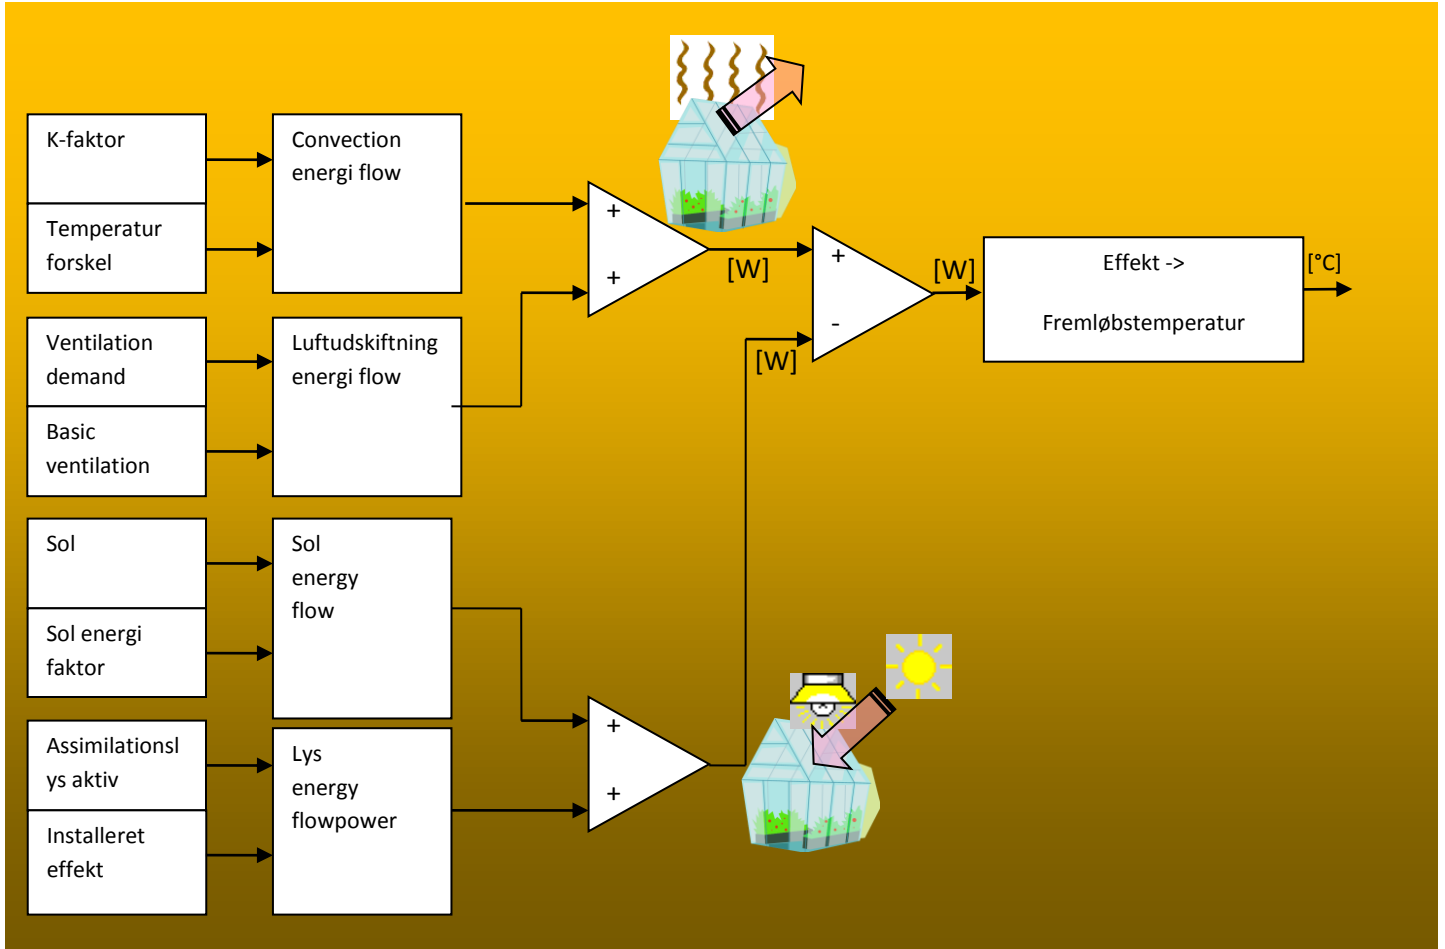 K-faktor
Temperatur
forskel
Convection
energi flow
Ventilation
demand
Basic
ventilation
Luftudskiftning
energi flow
Sol
Sol energi
faktor
Sol
energy
flow
Assimilationsl
ys aktiv
Installeret
effekt
Lys
energy
flowpower
+
+
[W]
+
-
[W]
[W]
Effekt ->
Fremløbstemperatur
[°C]
+
+